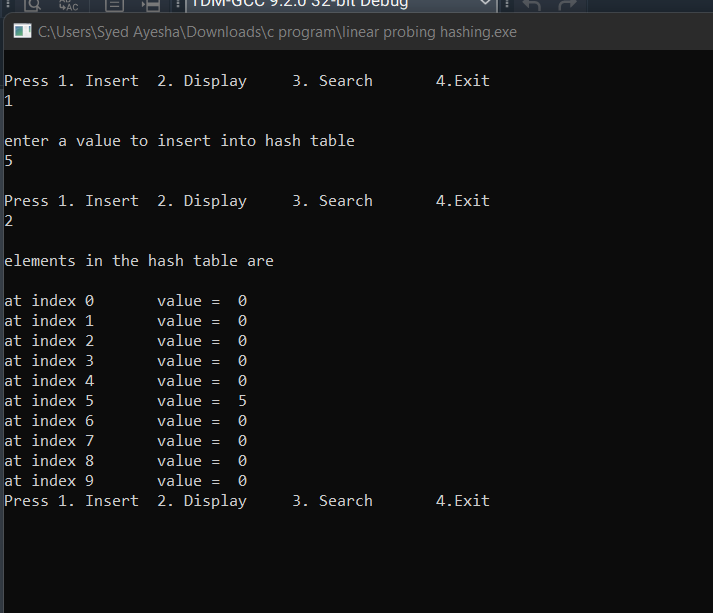 TDM-GCC 9.2.0 32-bit Debug
C:\Users\Syed Ayesha\Downloads\c program\linear probing hashing.exe
Press 1. Insert  2. Display     3. Search       4.Exit
1
enter a value to insert into hash table
5
Press 1. Insert  2. Display     3. Search       4.Exit
2
elements in the hash table are
at index 0       value =  0
at index 1       value =  0
at index 2       value =  0
at index 3       value =  0
at index 4       value =  0
at index 5       value =  5
at index 6       value =  0
at index 7       value =  0
at index 8       value =  0
at index 9       value =  0
Press 1. Insert  2. Display     3. Search       4.Exit